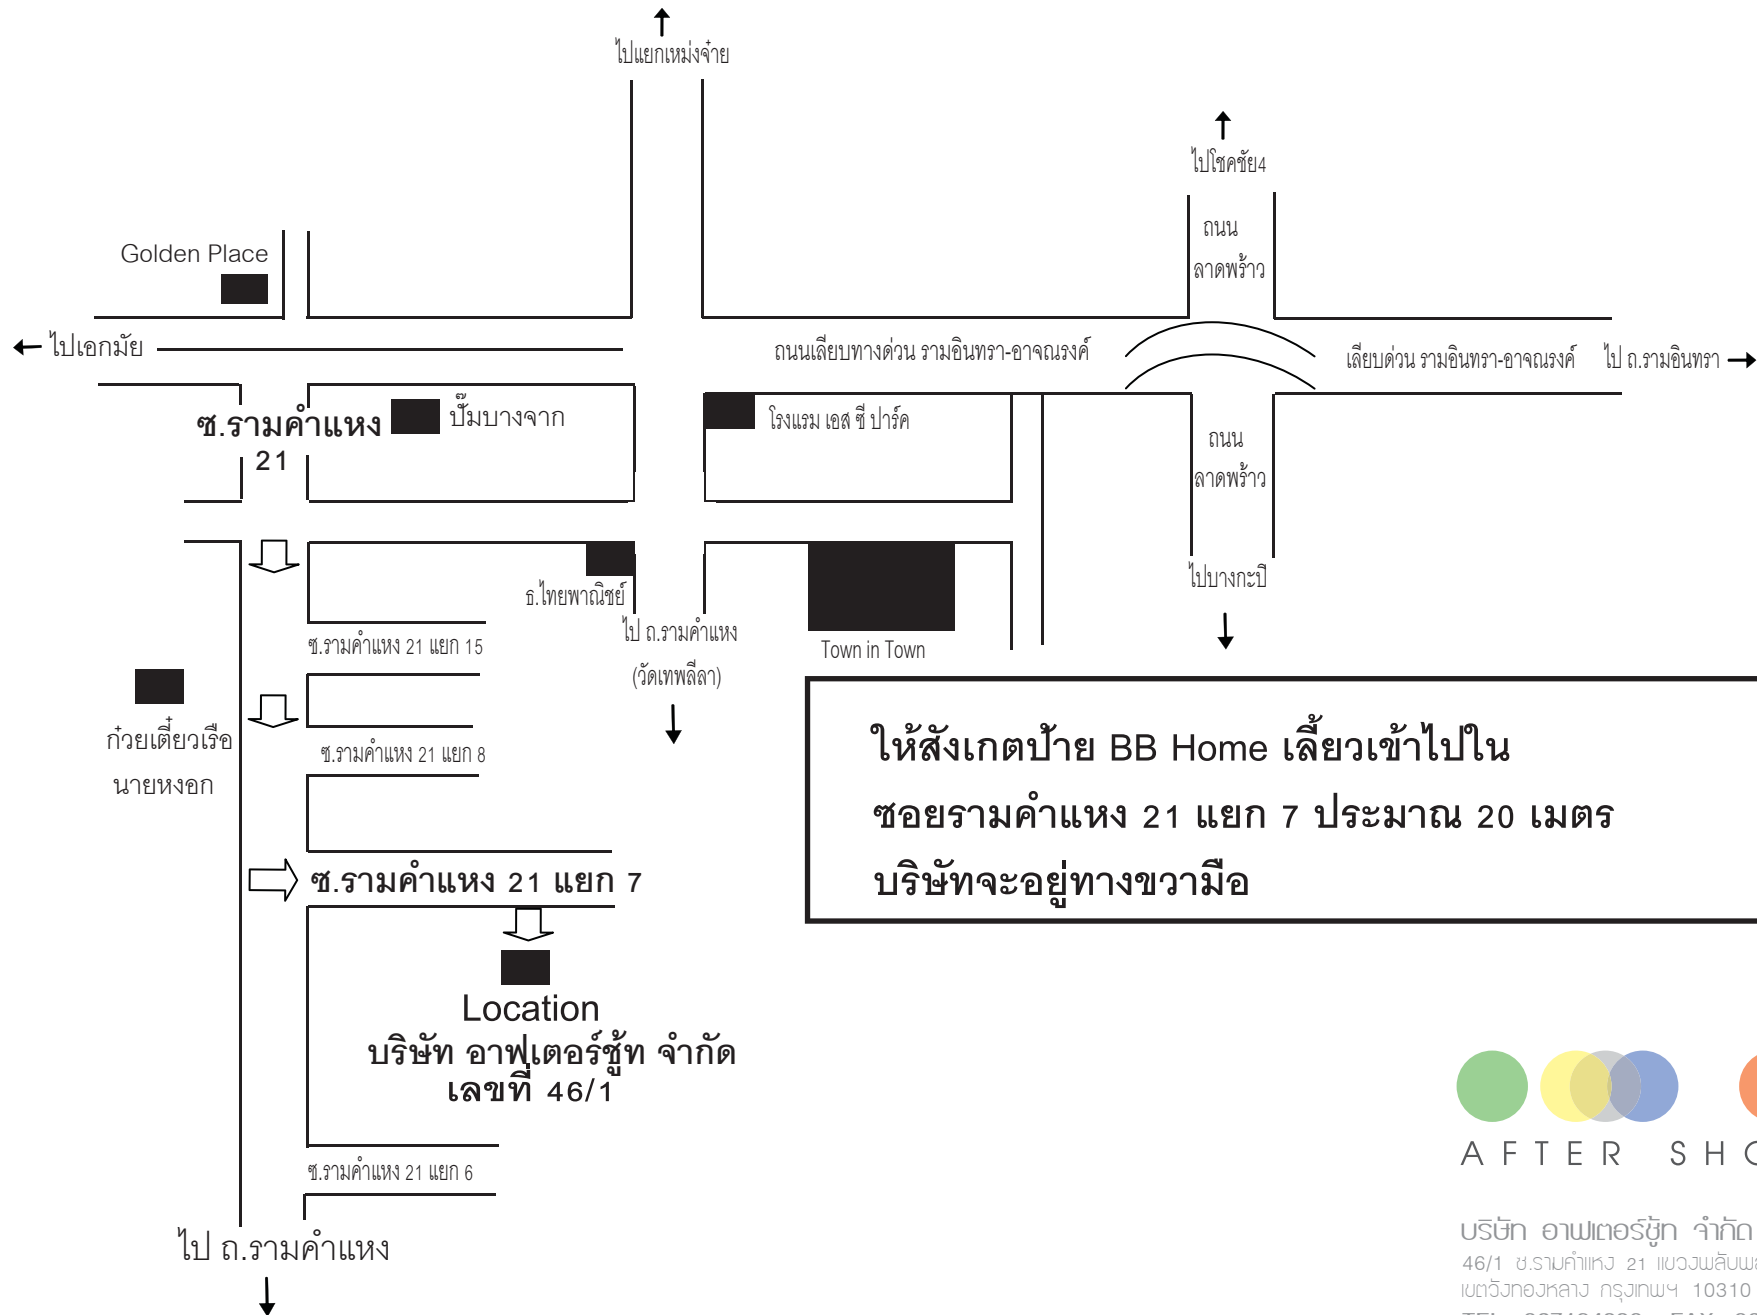 ไปแยกเหม่งจ๋าย
ไปโชคชัย4
ถนน
ลาดพร้าว
Golden Place
ไปเอกมัย
ถนนเลียบทางด่วน รามอินทรา-อาจณรงค์
เลียบด่วน รามอินทรา-อาจณรงค์
ไป ถ.รามอินทรา
ซ.รามคำแหง
21
ปั๊มบางจาก
โรงแรม เอส ซี ปาร์ค
ถนน
ลาดพร้าว
ไปบางกะปิ
ธ.ไทยพาณิชย์
ไป ถ.รามคำแหง
(วัดเทพลีลา)
Town in Town
ซ.รามคำแหง 21 แยก 15
ก๋วยเตี๋ยวเรือ
นายหงอก
ซ.รามคำแหง 21 แยก 8
ให้สังเกตป้าย BB Home เลี้ยวเข้าไปใน
ซอยรามคำแหง 21 แยก 7 ประมาณ 20 เมตร
บริษัทจะอยู่ทางขวามือ
ซ.รามคำแหง 21 แยก 7
Location
บริษัท อาฟเตอร์ชู้ท จำกัด
เลขที่ 46/1
ซ.รามคำแหง 21 แยก 6
ไป ถ.รามคำแหง
AFTER
บริษัท อาฟเตอร์ชู้ท จำกัด
46/1 ซ.รามคำแหง 21
เขตวังทองหลาง กรุงเทพฯ 10310